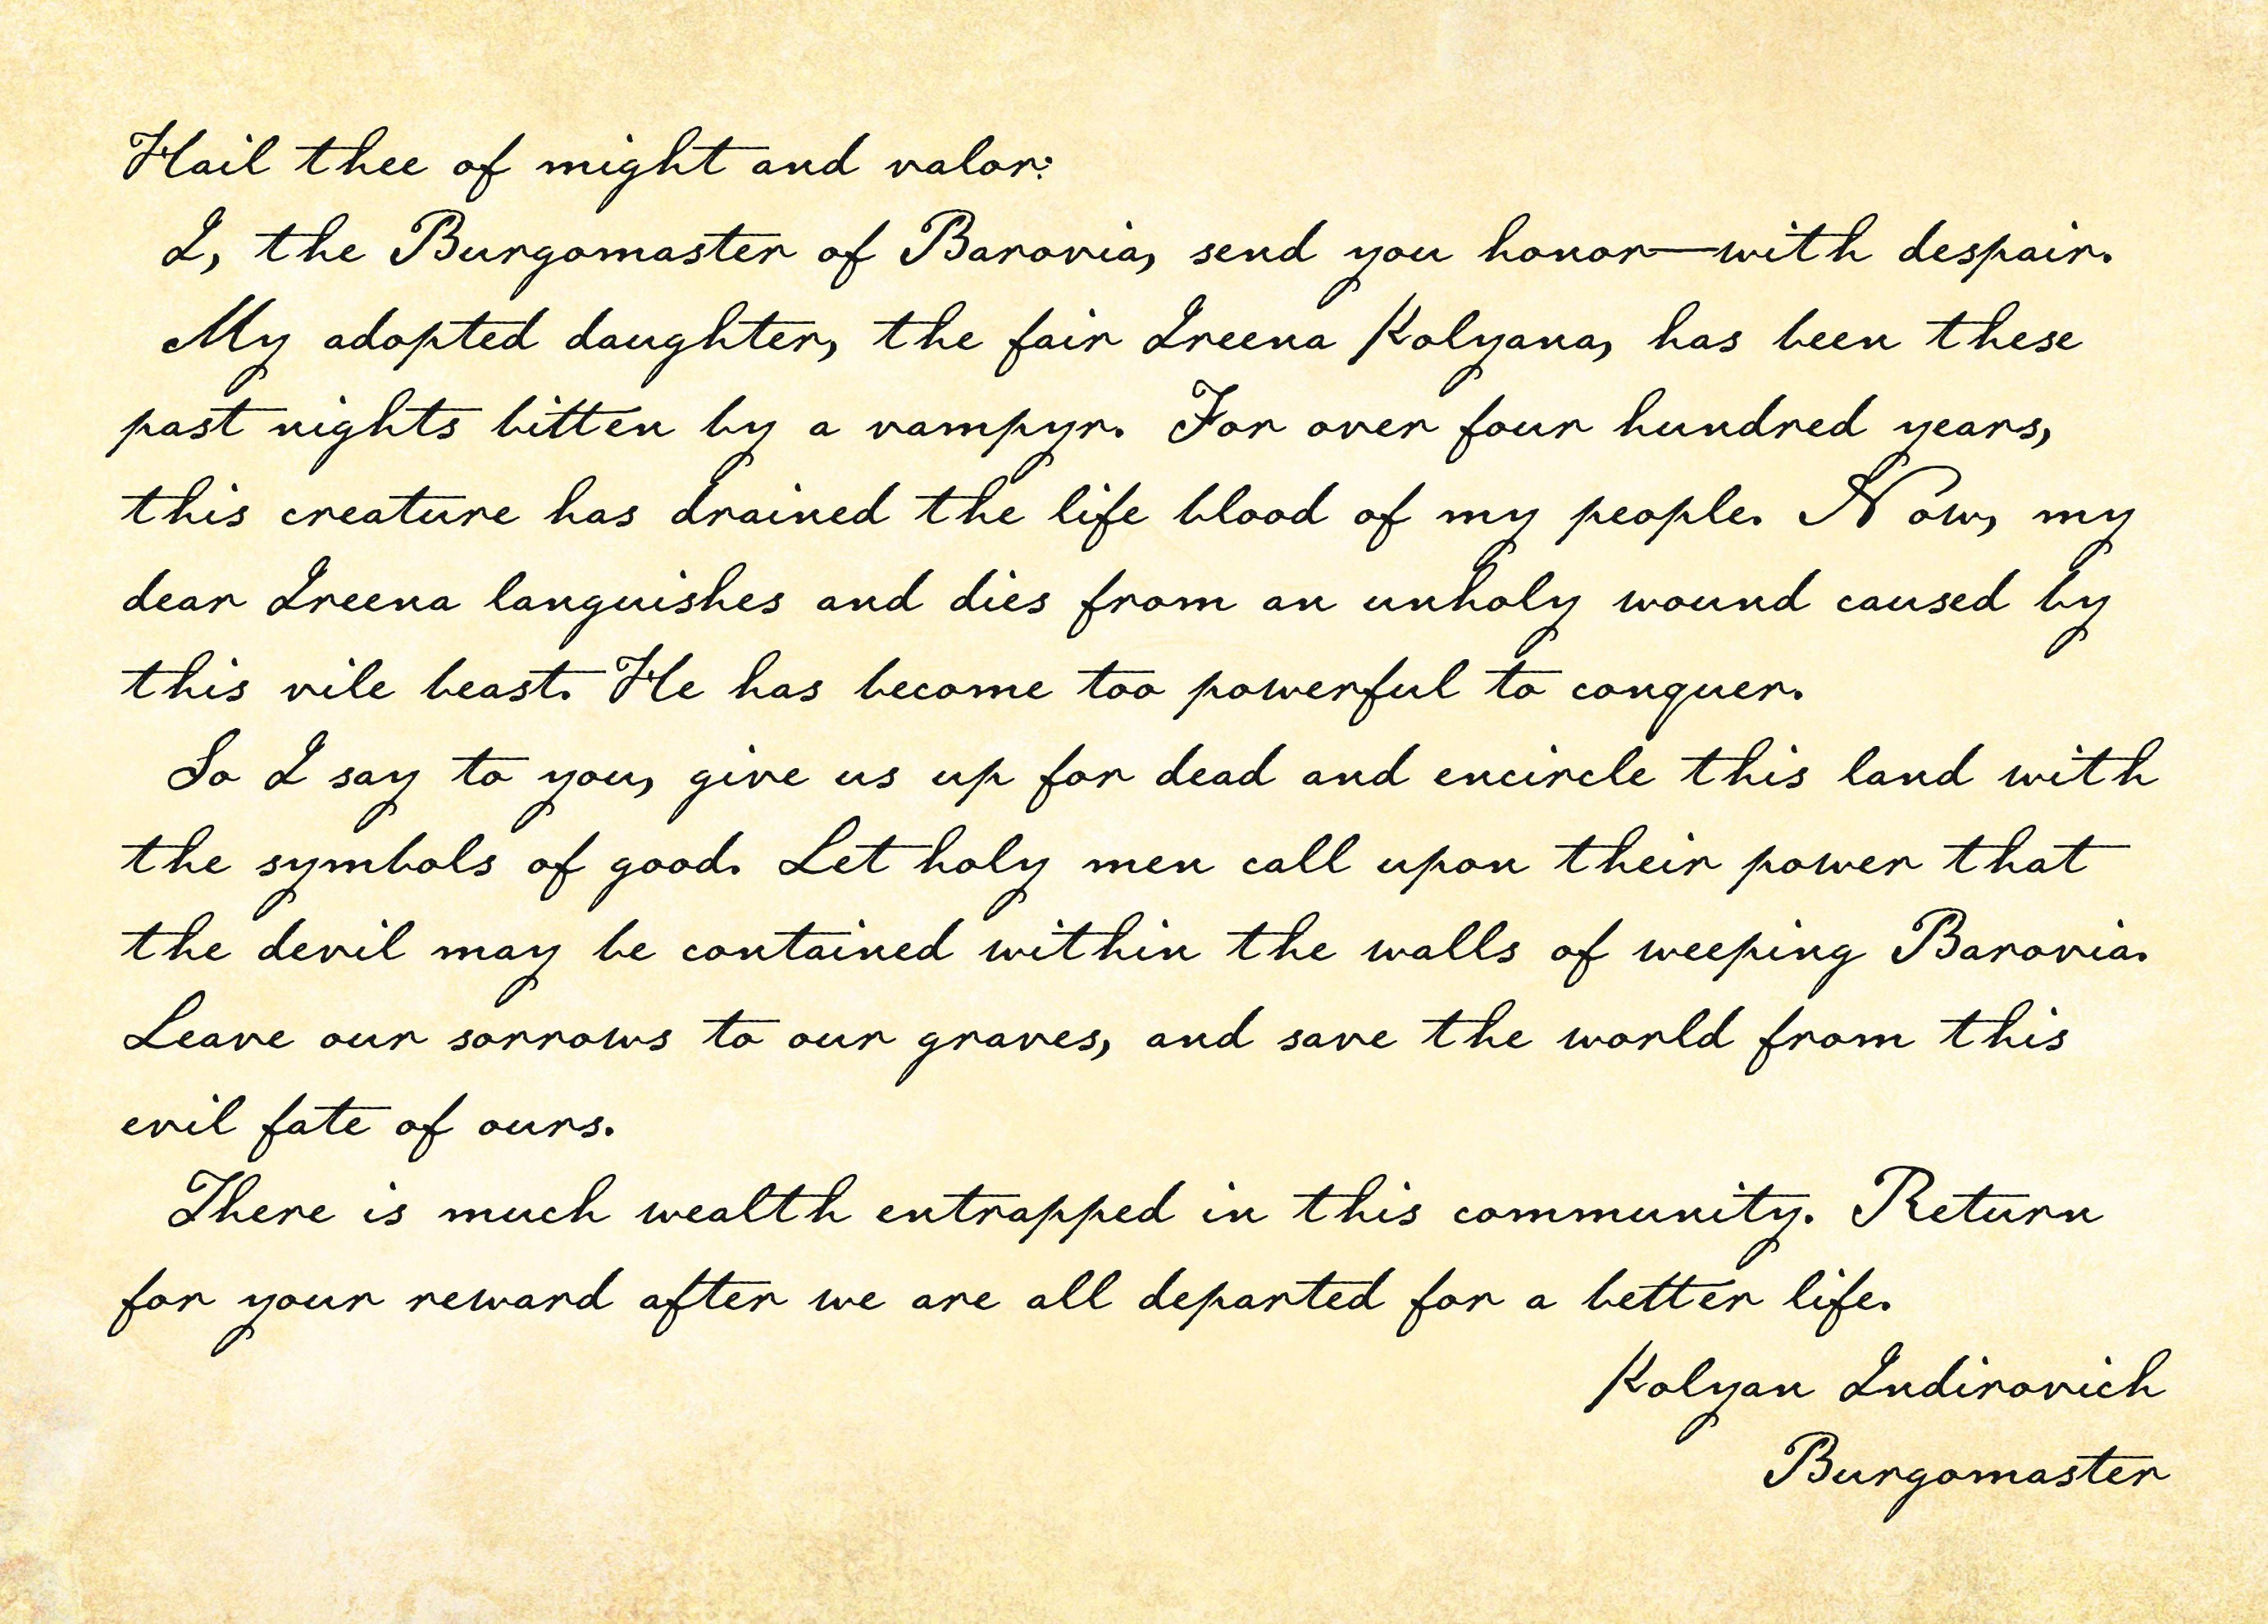 Hail thee of might and valor:
I, the Burgomaster of Barovia, send you honor—with despair.
My adopted daughter, the fair Ireena Kolyana, has been these
past nights bitten by a vampyr. For over four hundred years,
this creature has drained the life blood of my people. Now, my
dear Ireena languishes and dies from an unholy wound caused by
this vile beast. He has become too powerful to conquer.
So I say to you, give us up for dead and encircle this land with
the symbols of good. Let holy men call upon their power that
the devil may be contained within the walls of weeping Barovia.
Leave our sorrows to our graves, and save the world from this
evil fate of ours.
There is much wealth entrapped in this community. Return
for your reward after we are all departed for a better life.
Kolyan Indirovich
Burgomaster